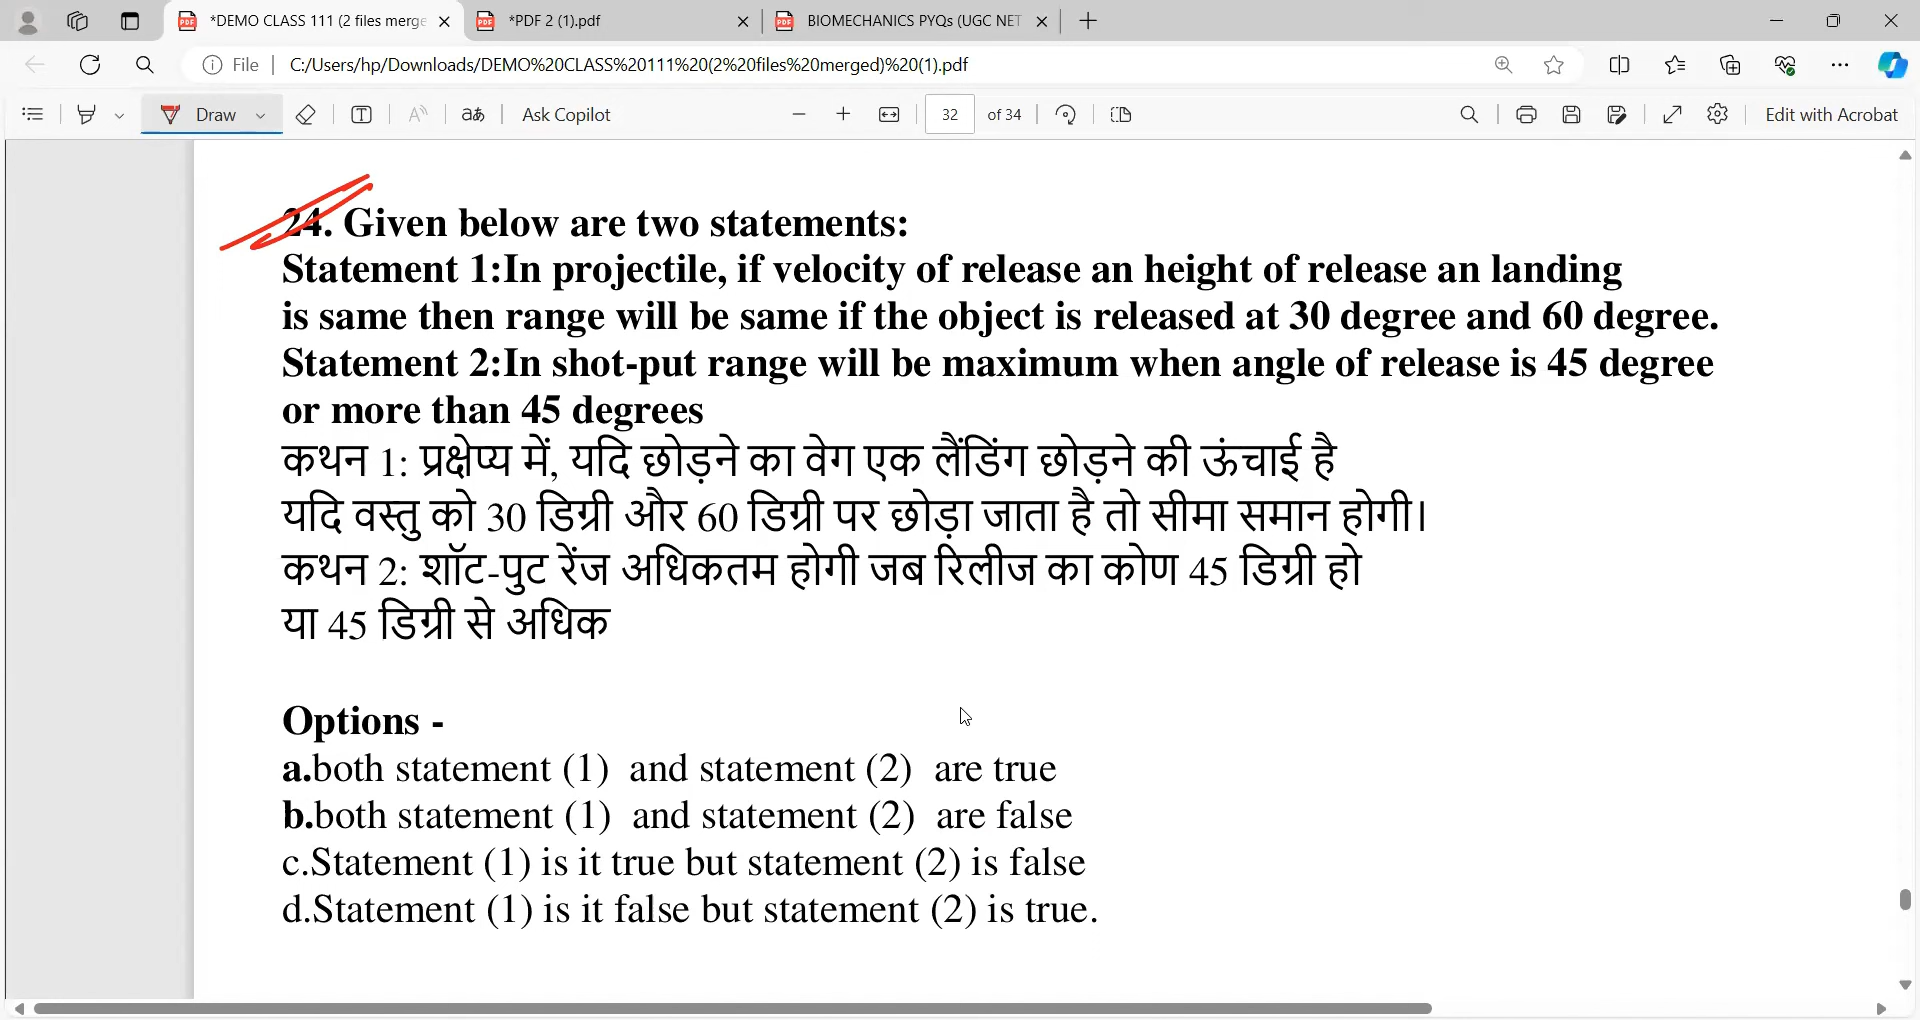 *DEMO CLASS 111 (2 files merge
*PDF 2 (1).pdf
BIOMECHANICS PYQs (UGC NET
File
C:/Users/hp/Downloads/DEMO%20CLASS%20111%20(2%20files%20merged)%20(1).pdf
Draw
T
aあ
Ask Copilot
32 of 34
Edit with Acrobat
24. Given below are two statements:
Statement 1:In projectile, if velocity of release an height of release an landing
is same then range will be same if the object is released at 30 degree and 60 degree.
Statement 2:In shot-put range will be maximum when angle of release is 45 degree
or more than 45 degrees
कथन 1: प्रक्षेप्य में, यदि छोड़ने का वेग एक लैंडिंग छोड़ने की ऊंचाई है
यदि वस्तु को 30 डिग्री और 60 डिग्री पर छोड़ा जाता है तो सीमा समान होगी।
कथन 2: शॉट-पुट रेंज अधिकतम होगी जब रिलीज का कोण 45 डिग्री हो
या 45 डिग्री से अधिक
Options -
a.both statement (1) and statement (2) are true
b.both statement (1) and statement (2) are false
c.Statement (1) is it true but statement (2) is false
d.Statement (1) is it false but statement (2) is true.